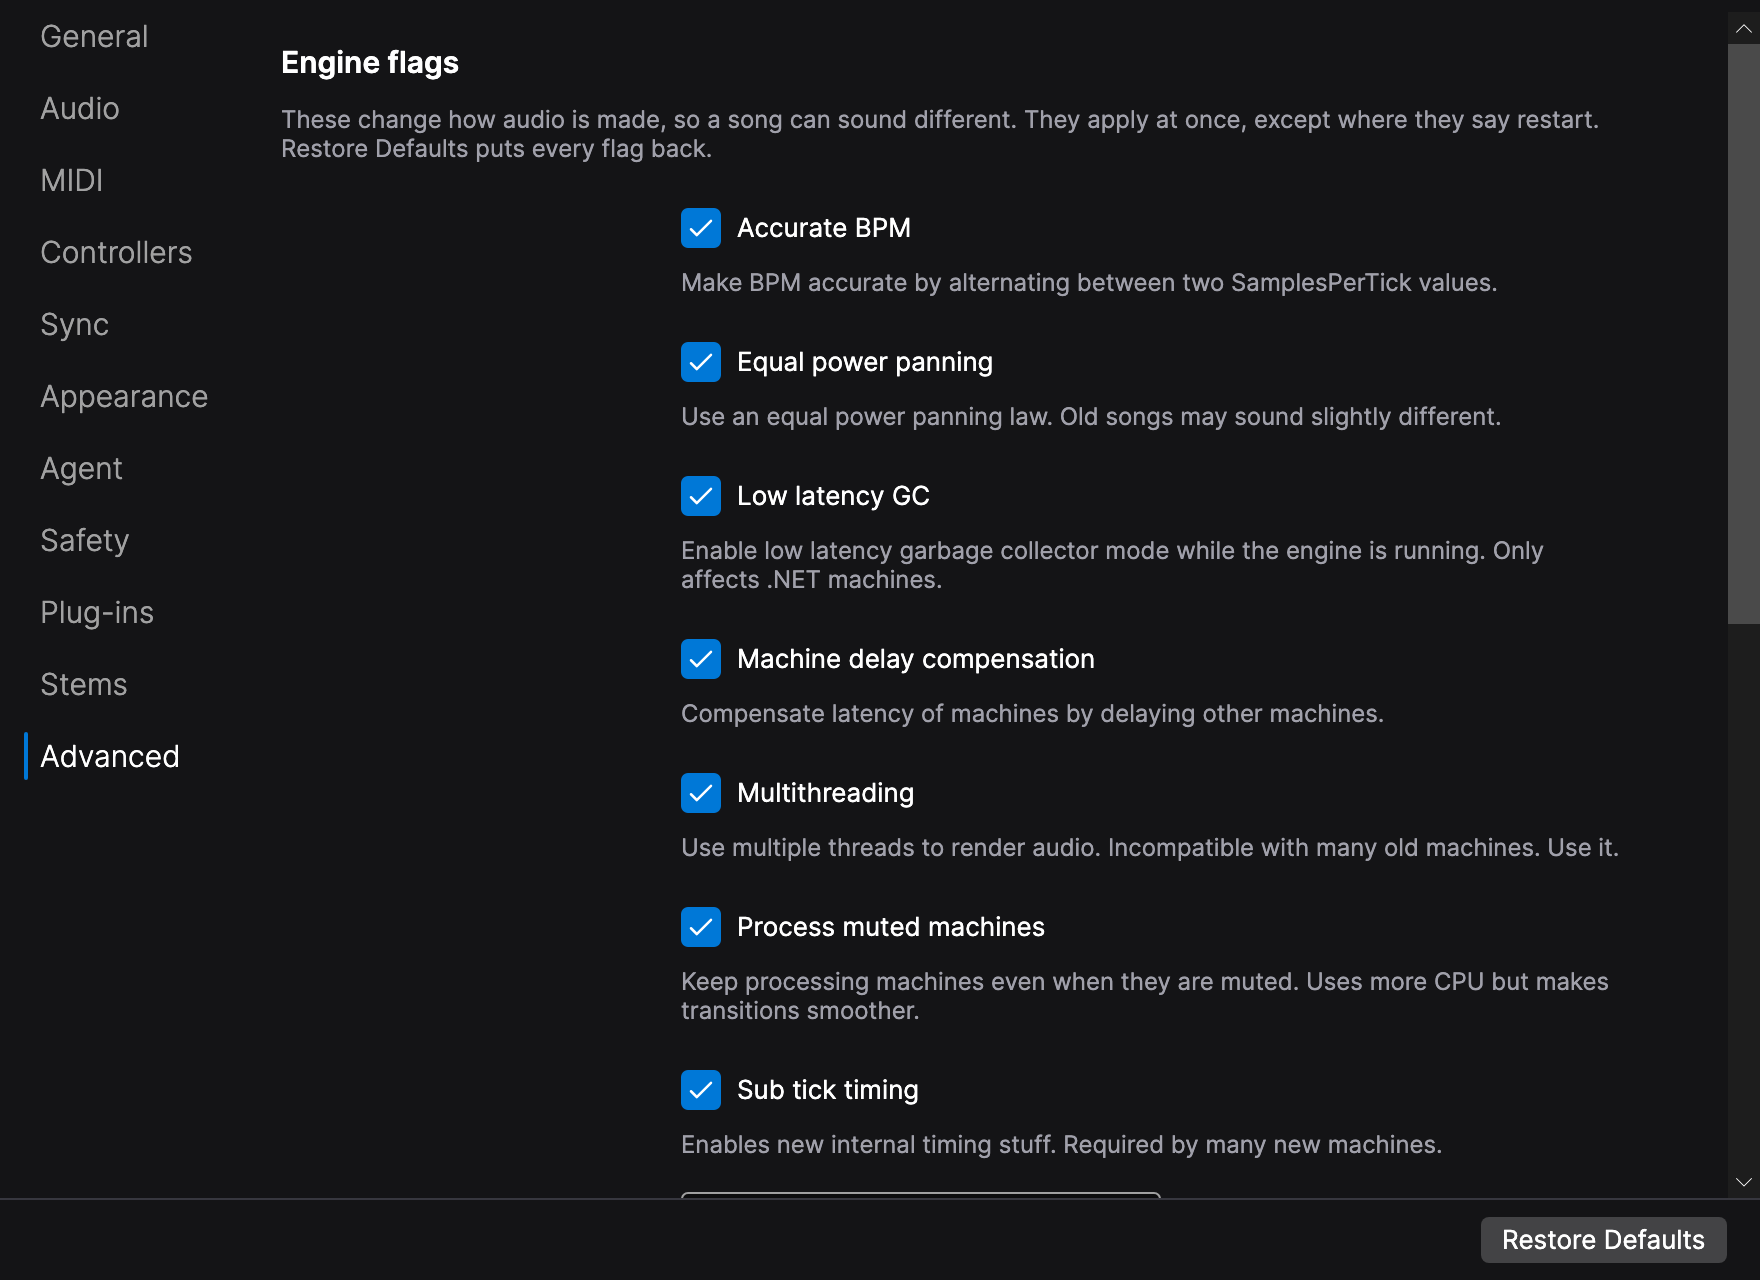 General
Audio
MIDI
Controllers
Sync
Appearance
Agent
Safety
Plug-ins
Stems
Advanced
Engine flags
These change how audio is made, so a song can sound different. They apply at once, except where they say restart.
Restore Defaults puts every flag back.
Accurate BPM
Make BPM accurate by alternating between two SamplesPerTick values.
Equal power panning
Use an equal power panning law. Old songs may sound slightly different.
Low latency GC
Enable low latency garbage collector mode while the engine is running. Only
affects .NET machines.
Machine delay compensation
Compensate latency of machines by delaying other machines.
Multithreading
Use multiple threads to render audio. Incompatible with many old machines. Use it.
Process muted machines
Keep processing machines even when they are muted. Uses more CPU but makes
transitions smoother.
Sub tick timing
Enables new internal timing stuff. Required by many new machines.
Restore Defaults